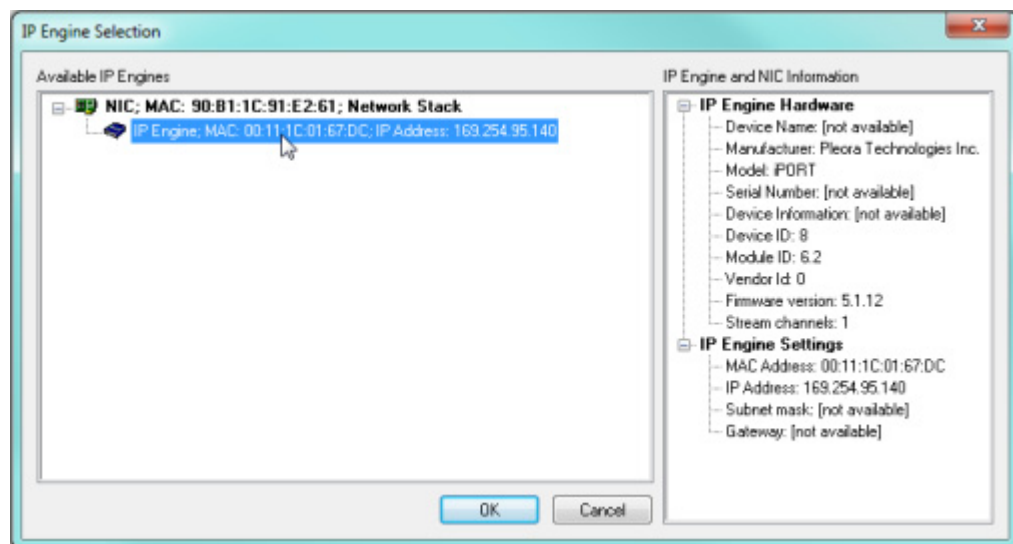 IP Engine Selection
Available IP Engines
NIC; MAC: 90:B1:1C:91:E2:61; Network Stack
IP Engine; MAC: 00:11:1C:01:67:DC; IP Address: 169.254.95.140
OK
Cancel
IP Engine and NIC Information
IP Engine Hardware
Device Name: [not available]
Manufacturer: Pleora Technologies Inc.
Model: iPORT
Serial Number: [not available]
Device Information: [not available]
Device ID: 8
Module ID: 6.2
Vendor Id: 0
Firmware version: 5.1.12
Stream channels: 1
IP Engine Settings
MAC Address: 00:11:1C:01:67:DC
IP Address: 169.254.95.140
Subnet mask: [not available]
Gateway: [not available]